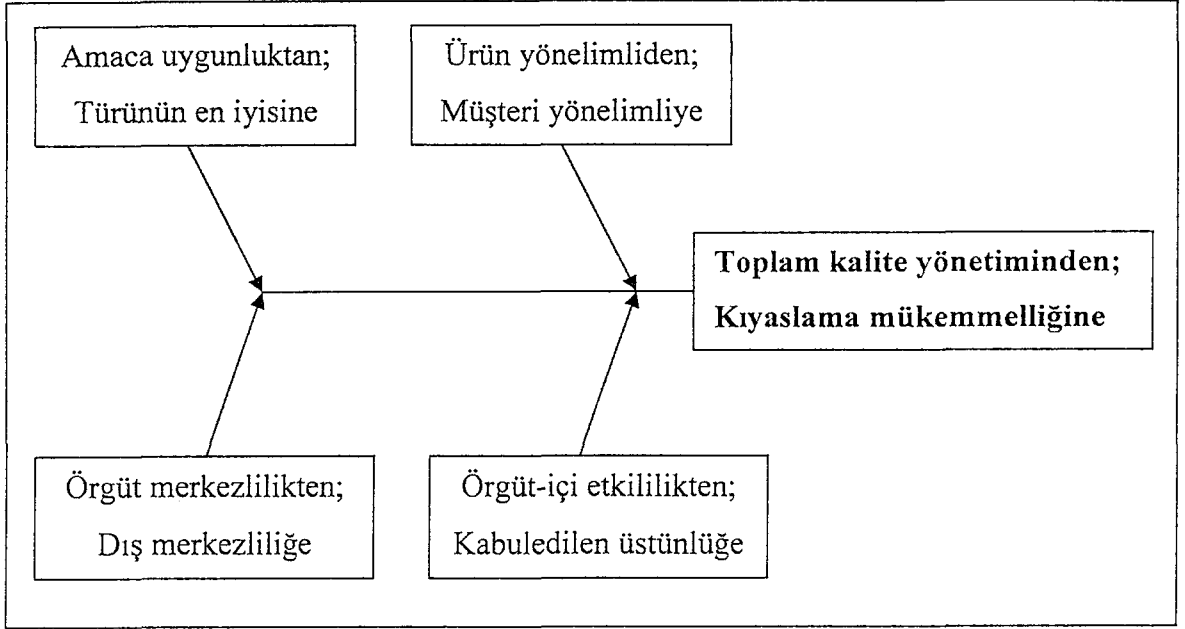 Amaca uygunluktan;
Türünün en iyisine
Ürün yönelimliden;
Müşteri yönelimliye
Toplam kalite yönetiminden;
Kıyaslama mükemmelliğine
Örgüt merkezlilikten;
Dış merkezliliğe
Örgüt-içi etkililikten;
Kabuledilen üstünlüğe